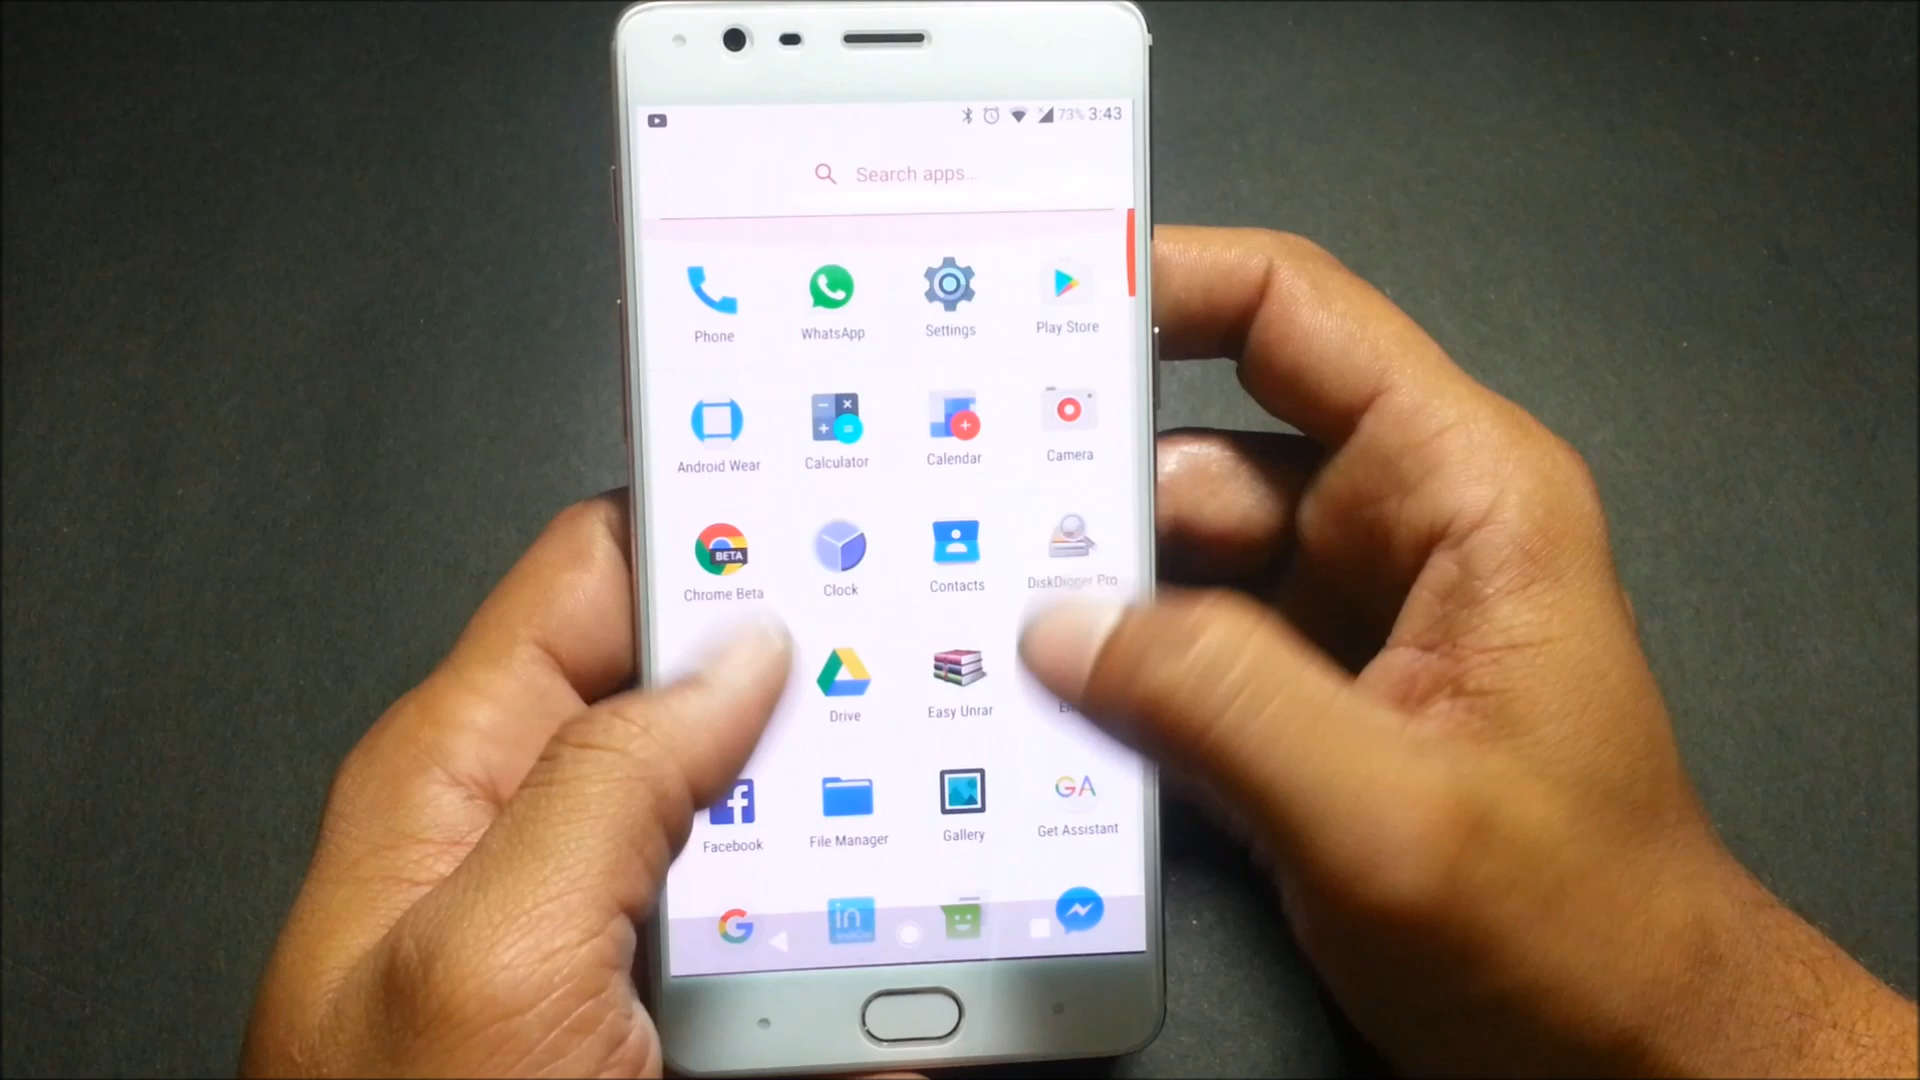 73% 3:43
Search apps...
Phone WhatsApp Settings Play Store
Android Wear Calculator Calendar Camera
BETA
Chrome Beta Clock Contacts DiskDigger Pro
Drive Easy Unrar
GA
Facebook File Manager Gallery Get Assistant
G in